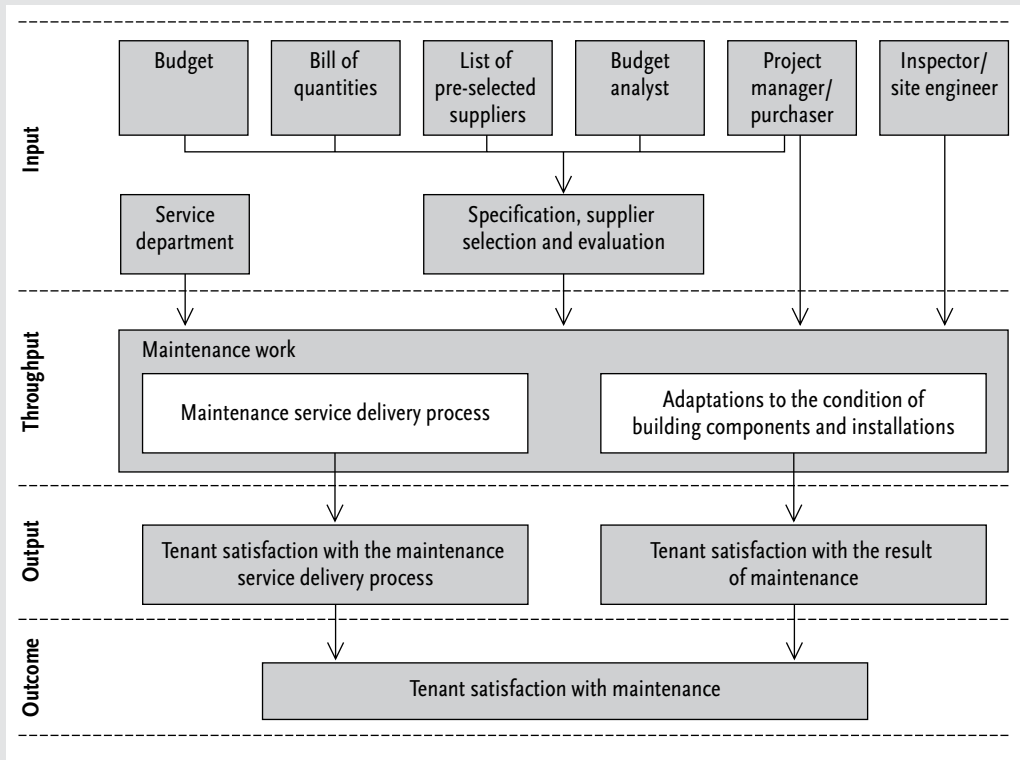 Input
Budget
Bill of
quantities
List of
pre-selected
suppliers
Budget
analyst
Project
manager/
purchaser
Inspector/
site engineer
Service
department
Specification, supplier
selection and evaluation
Throughput
Maintenance work
Maintenance service delivery process
Adaptations to the condition of
building components and installations
Output
Tenant satisfaction with the maintenance
service delivery process
Tenant satisfaction with the result
of maintenance
Outcome
Tenant satisfaction with maintenance